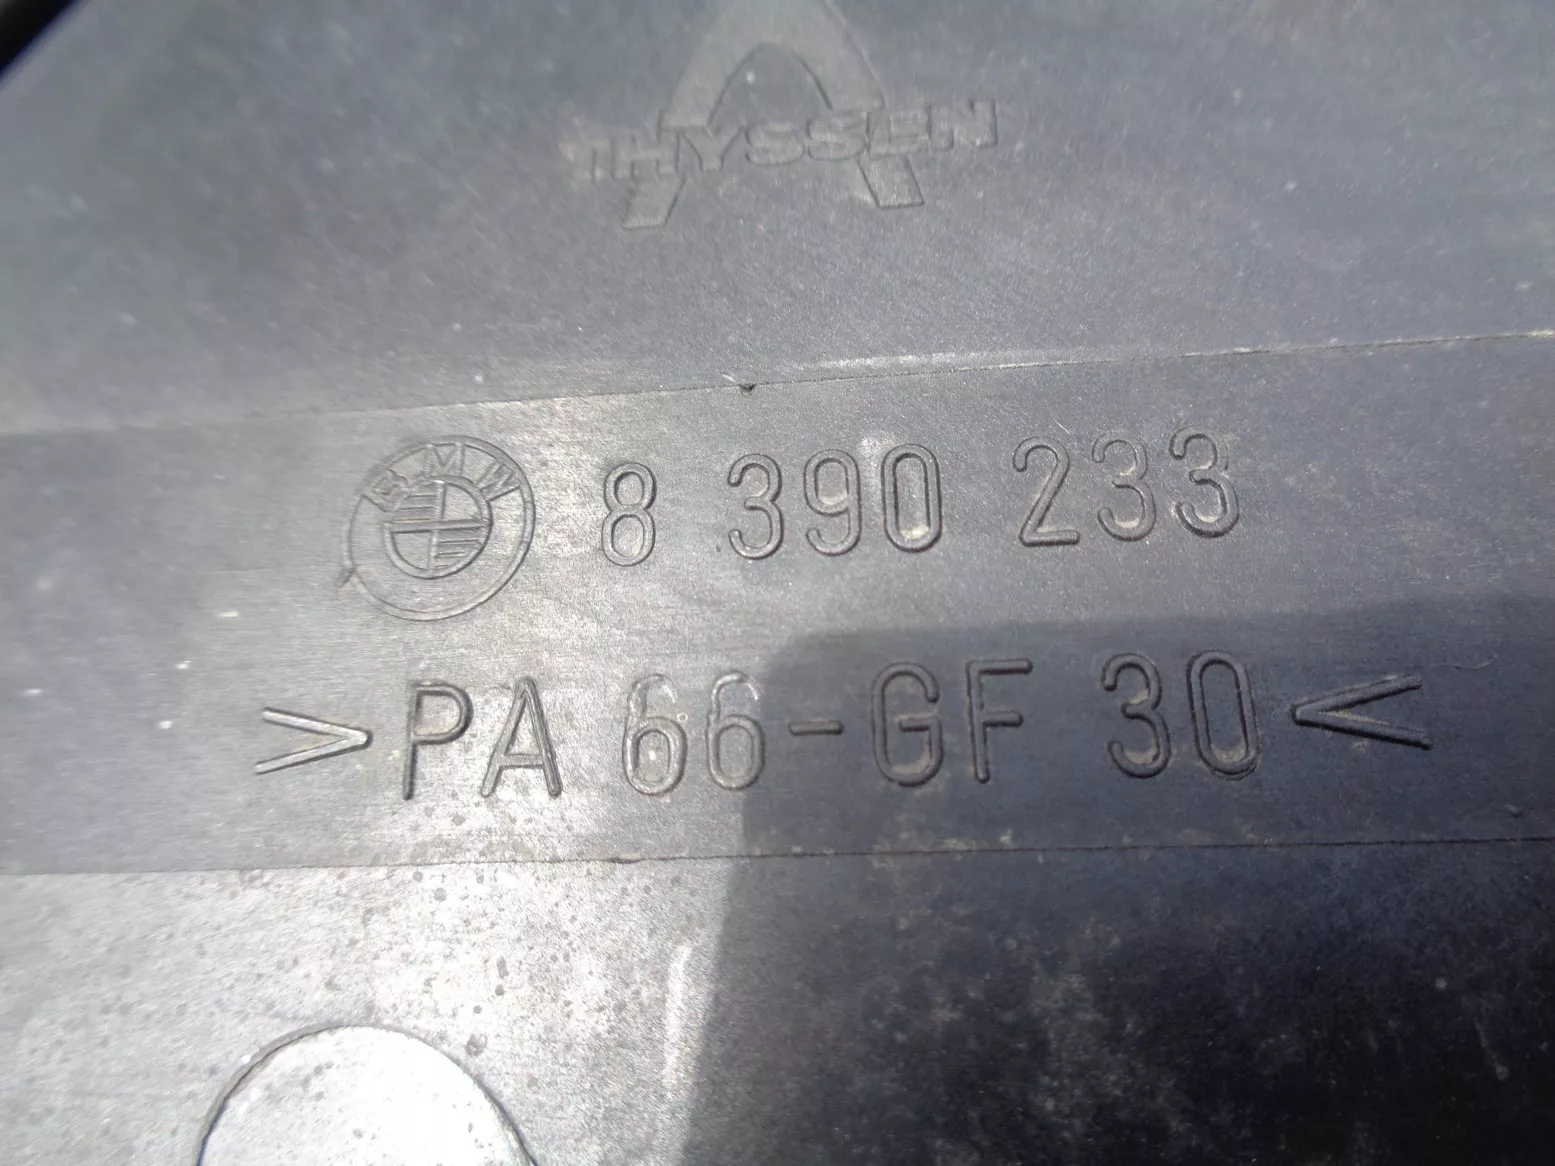 THYSSEN
BMW 8 390 233
>PA 66-GF 30<